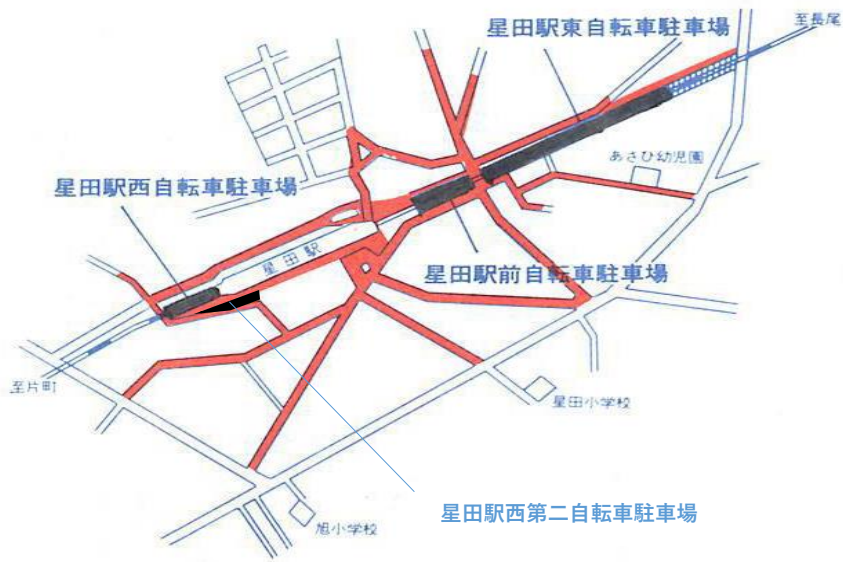 星田駅東自転車駐車場
至長尾
あさひ幼児園
星田駅西自転車駐車場
星田駅
星田駅前自転車駐車場
至片町
星田小学校
星田駅西第二自転車駐車場
旭小学校